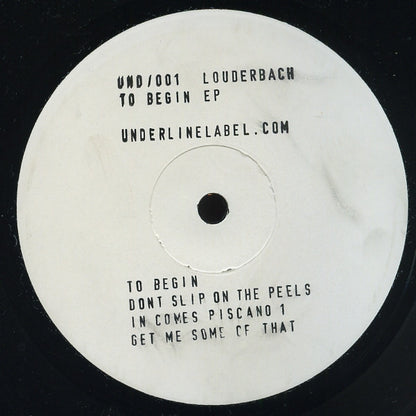 UND/001 LOUDERBACH
TO BEGIN EP
UNDERLINELABEL.COM
TO BEGIN
DONT SLIP ON THE PEELS
IN COMES PISCANO 1
GET ME SOME OF THAT